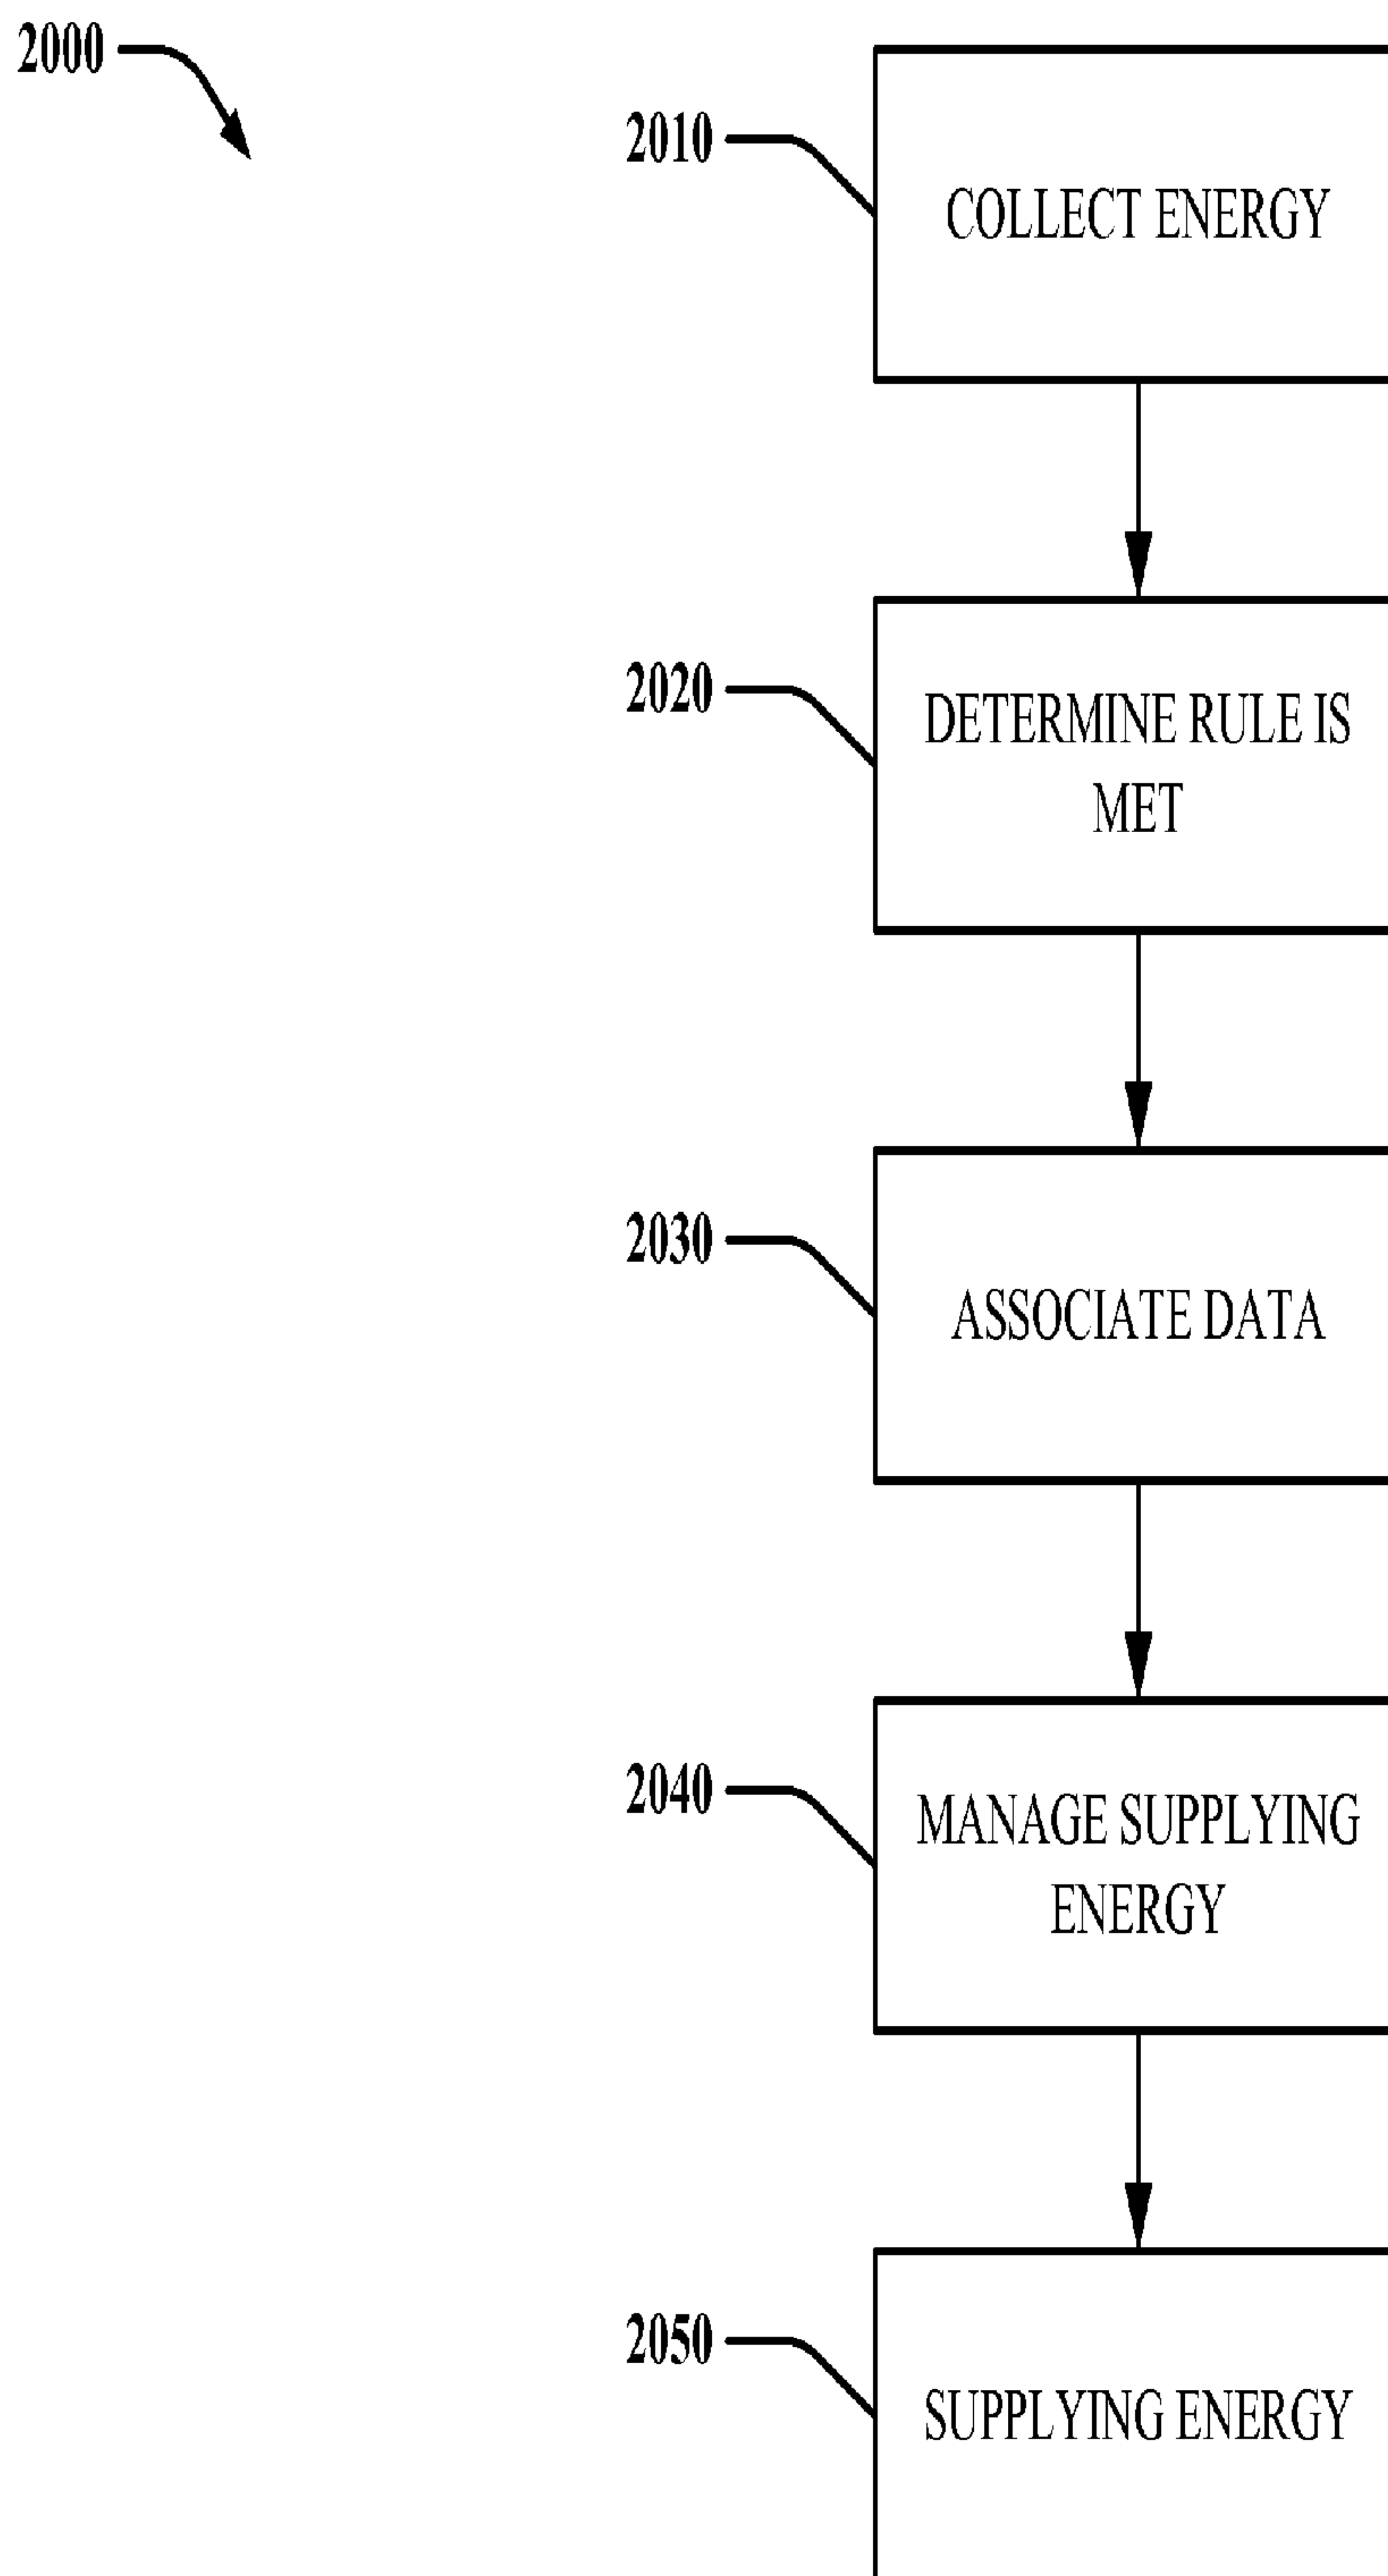 2000
2010
COLLECT ENERGY
2020
DETERMINE RULE IS
MET
2030
ASSOCIATE DATA
2040
MANAGE SUPPLYING
ENERGY
2050
SUPPLYING ENERGY